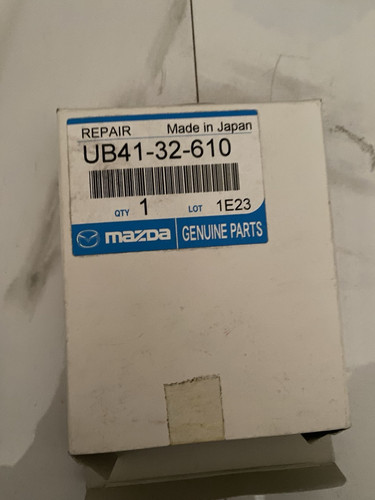 REPAIR Made in Japan
UB41-32-610
QTY 1 LOT 1E23
mazda GENUINE PARTS